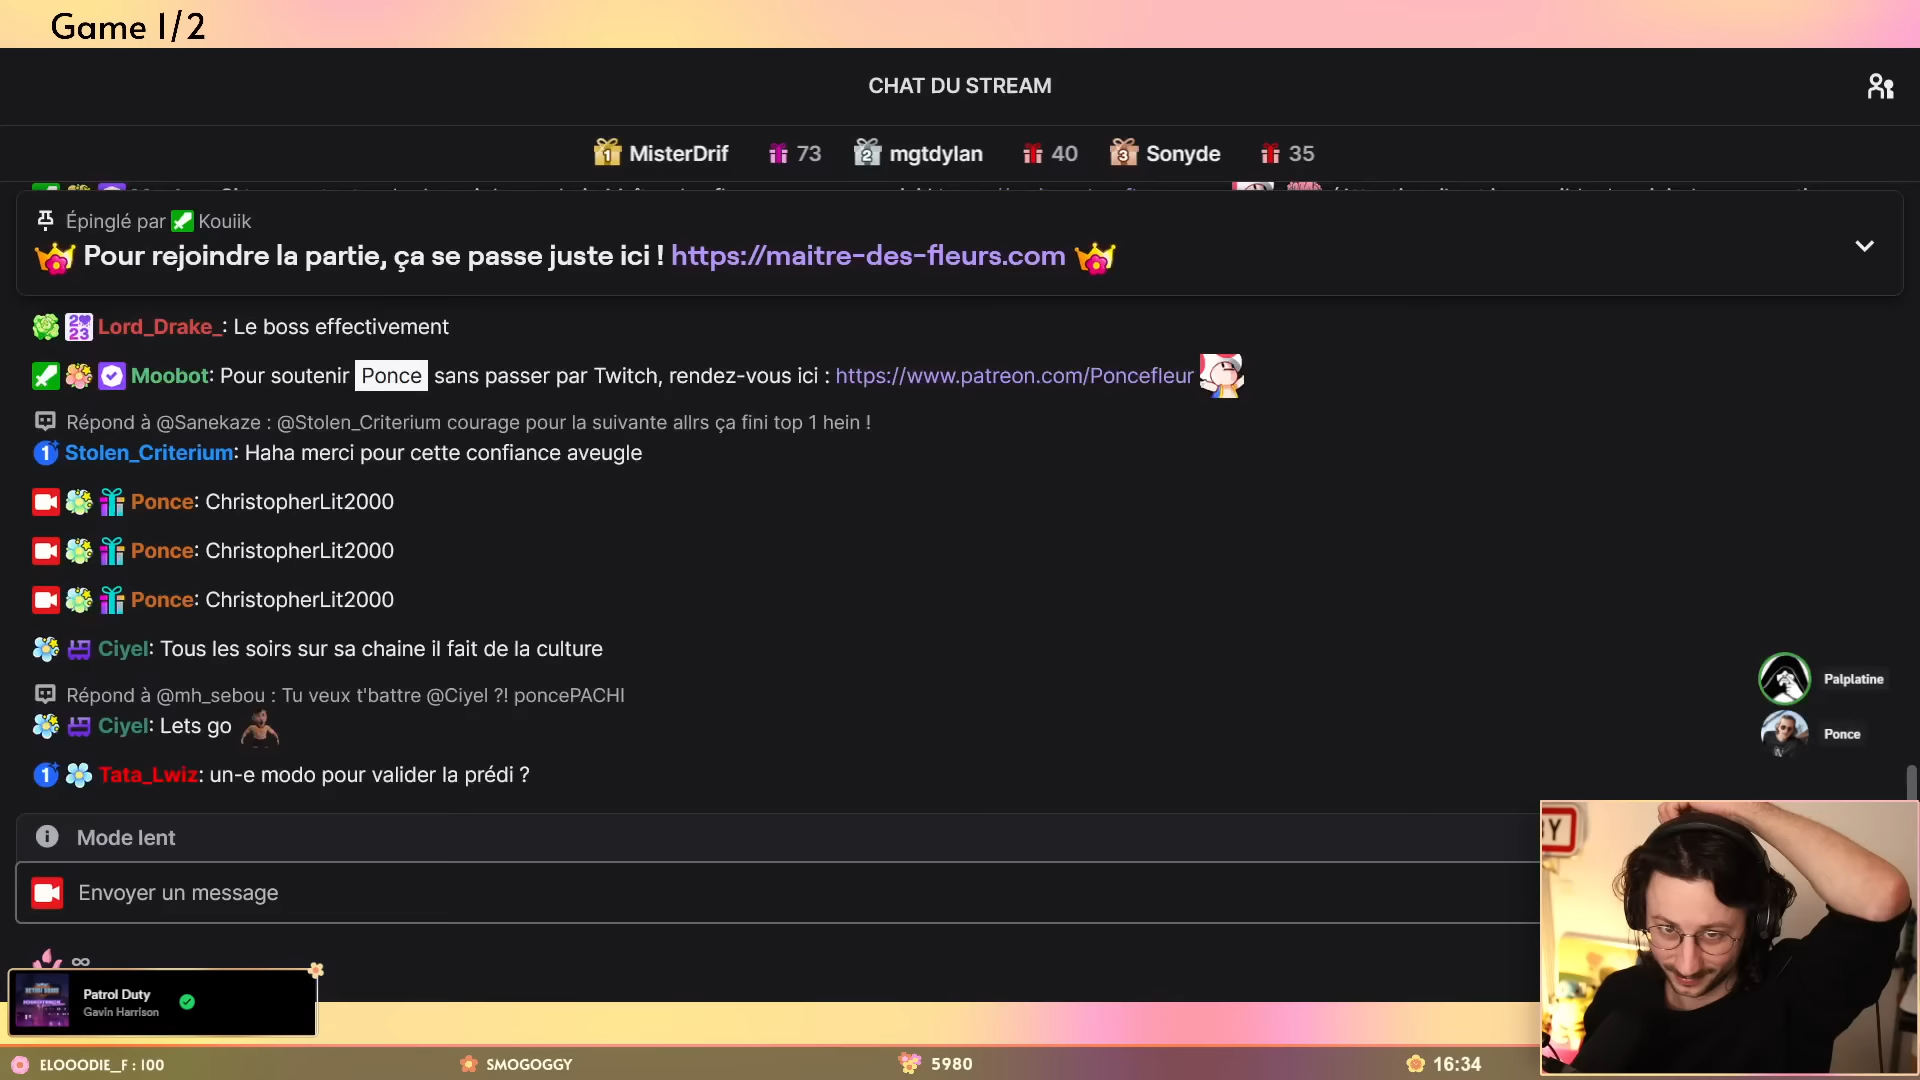 Game 1/2
CHAT DU STREAM
1 MisterDrif 73 2 mgtdylan 40 3 Sonyde 35
Épinglé par Kouiik
Pour rejoindre la partie, ça se passe juste ici ! https://maitre-des-fleurs.com
Lord_Drake_: Le boss effectivement
Moobot: Pour soutenir Ponce sans passer par Twitch, rendez-vous ici : https://www.patreon.com/Poncefleur
Répond à @Sanekaze : @Stolen_Criterium courage pour la suivante allrs ça fini top 1 hein !
1 Stolen_Criterium: Haha merci pour cette confiance aveugle
Ponce: ChristopherLit2000
Ponce: ChristopherLit2000
Ponce: ChristopherLit2000
Ciyel: Tous les soirs sur sa chaine il fait de la culture
Répond à @mh_sebou : Tu veux t'battre @Ciyel ?! poncePACHI
Ciyel: Lets go
1 Tata_Lwiz: un-e modo pour valider la prédi ?
Palplatine
Ponce
Mode lent
Envoyer un message
∞
Patrol Duty
Gavin Harrison
ELOOODIE_F : 100 SMOGOGGY 5980 16:34